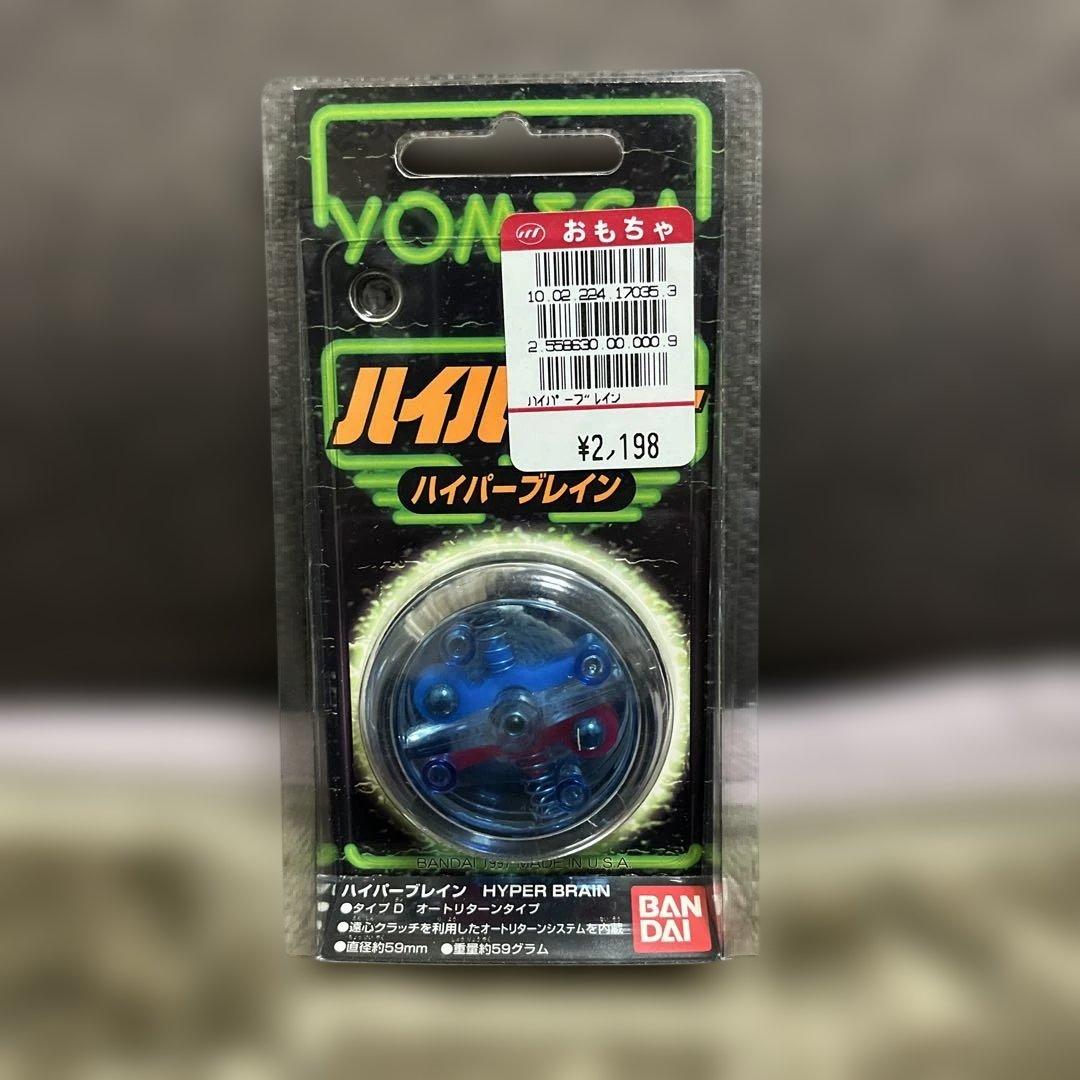 YOMEGA
おもちゃ
10.02.224.17035.3
2.558630.00.000.9
ハイパーブレイン
¥2,198
ハイパー
ハイパーブレイン
BANDAI 1997 MADE IN U.S.A.
ハイパーブレイン HYPER BRAIN
●タイプD オートリターンタイプ
●遠心クラッチを利用したオートリターンシステムを内蔵
●直径約59mm ●重量約59グラム
BAN
DAI